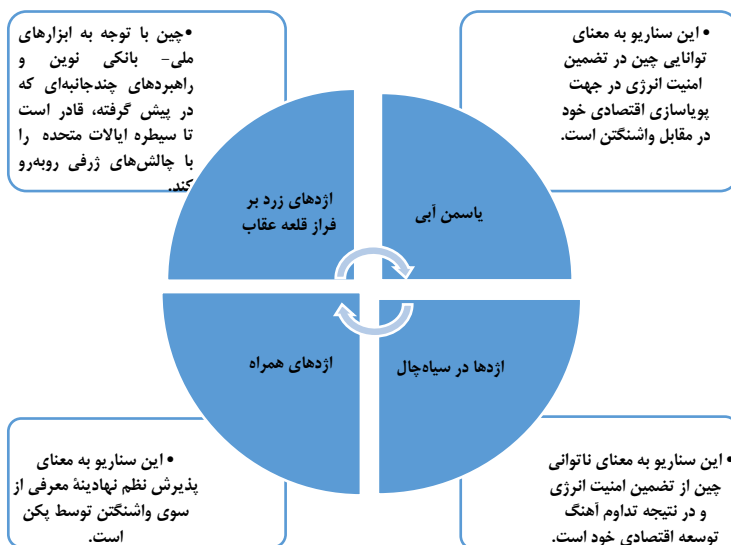 • این سناریو به معنای
توانایی چین در تضمین
امنیت انرژی در جهت
پویاسازی اقتصادی خود
در مقابل واشنگتن است.
•چین با توجه به ابزارهای
ملی- بانکی نوین و
راهبردهای چندجانبه‌ای که
در پیش گرفته، قادر است
تا سیطره ایالات متحده را
با چالش‌های ژرفی روبه‌رو
کند.
یاسمن آبی
اژدهای زرد بر
فراز قلعه عقاب
اژدها در سیاه‌چال
اژدهای همراه
• این سناریو به معنای ناتوانی
چین از تضمین امنیت انرژی
و در نتیجه تداوم آهنگ
توسعه اقتصادی خود است.
• این سناریو به معنای
پذیرش نظم نهادینهٔ معرفی از
سوی واشنگتن توسط پکن
است.